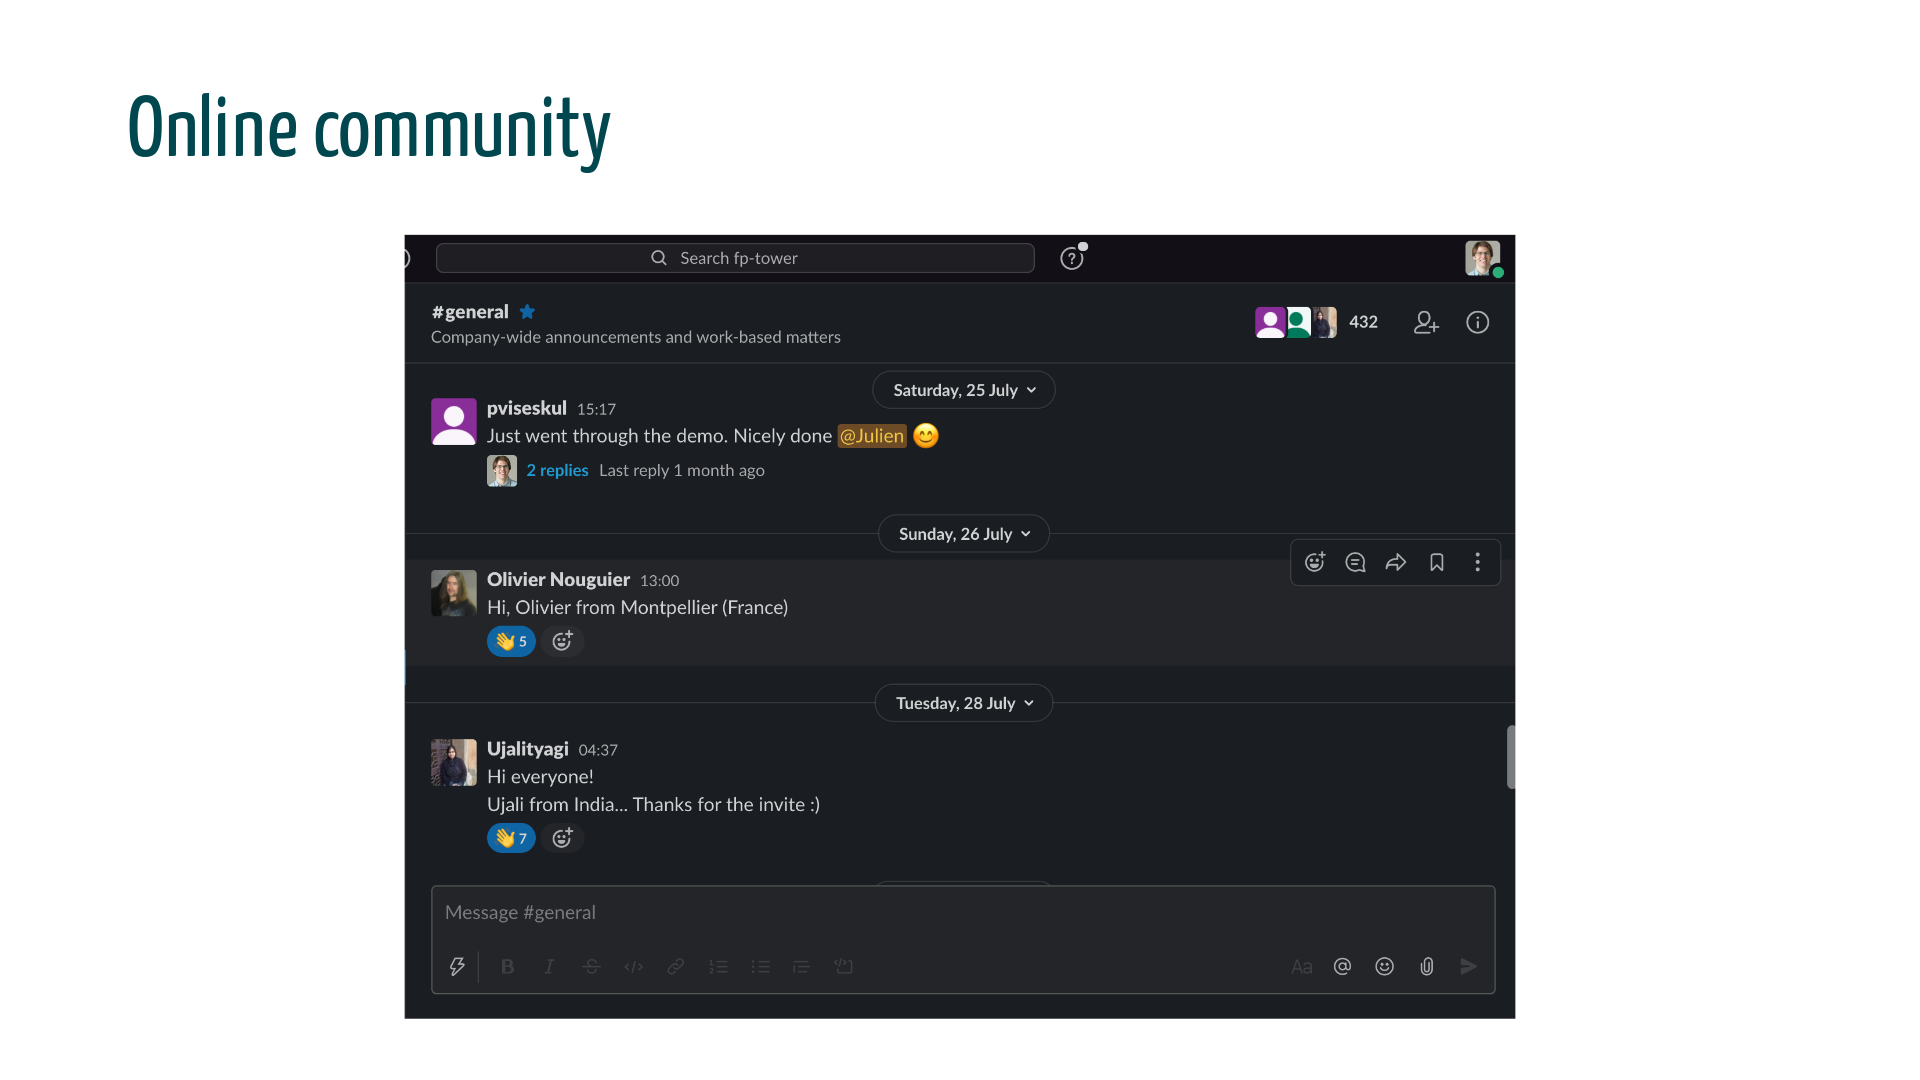 Online community
Search fp-tower
#general
Company-wide announcements and work-based matters
432
Saturday, 25 July
pviseskul 15:17
Just went through the demo. Nicely done @Julien 😊
2 replies Last reply 1 month ago
Sunday, 26 July
Olivier Nouguier 13:00
Hi, Olivier from Montpellier (France)
👋 5
Tuesday, 28 July
Ujalityagi 04:37
Hi everyone!
Ujali from India... Thanks for the invite :)
👋 7
Message #general
B I S </> Aa @